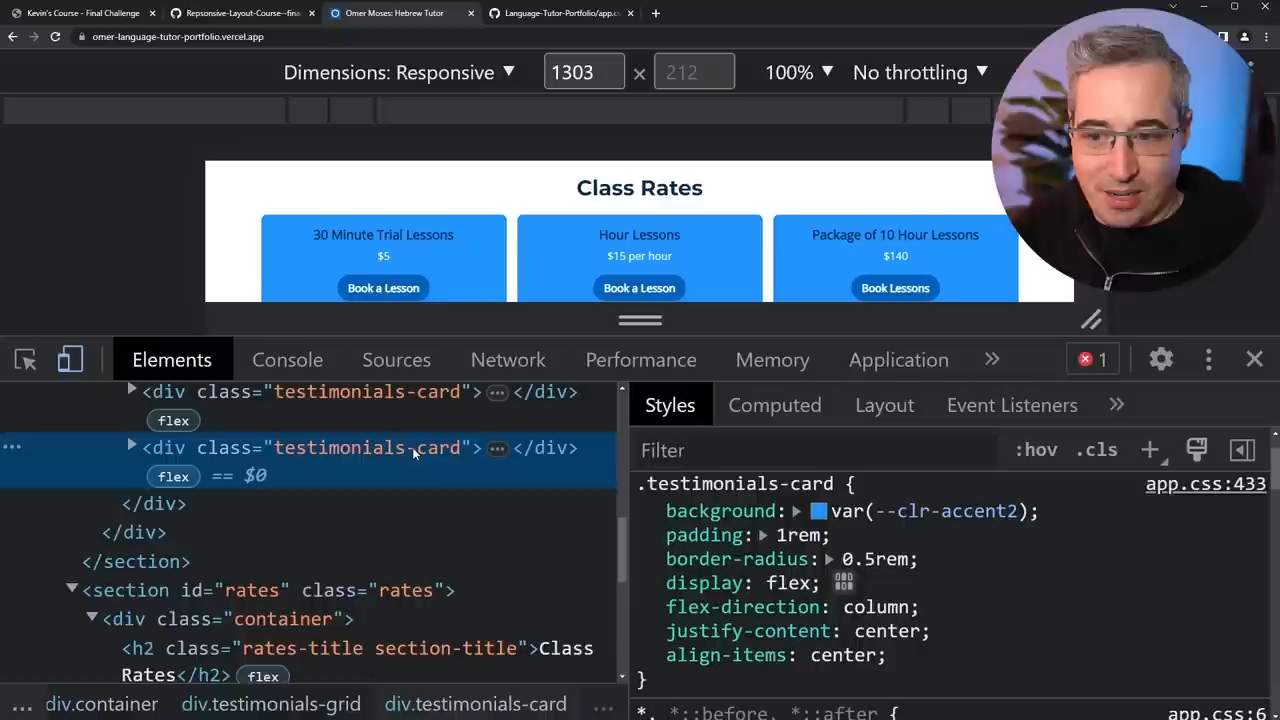 Kevin's Course - Final Challenge
Repsonsive-Layout-Course--fina
Omer Moses: Hebrew Tutor
Language-Tutor-Portfolio/app.c
omer-language-tutor-portfolio.vercel.app
Dimensions: Responsive ▼ 1303 × 212 100% ▼ No throttling ▼
Class Rates
30 Minute Trial Lessons
$5
Book a Lesson
Hour Lessons
$15 per hour
Book a Lesson
Package of 10 Hour Lessons
$140
Book Lessons
Elements Console Sources Network Performance Memory Application » 1
<div class="testimonials-card"> … </div>
flex
<div class="testimonials-card"> … </div>
flex == $0
</div>
</div>
</section>
<section id="rates" class="rates">
<div class="container">
<h2 class="rates-title section-title">Class
Rates</h2> flex
… div.container div.testimonials-grid div.testimonials-card …
Styles Computed Layout Event Listeners »
Filter :hov .cls +
.testimonials-card { app.css:433
background: var(--clr-accent2);
padding: 1rem;
border-radius: 0.5rem;
display: flex;
flex-direction: column;
justify-content: center;
align-items: center;
}
*, *::before, *::after { app.css:6